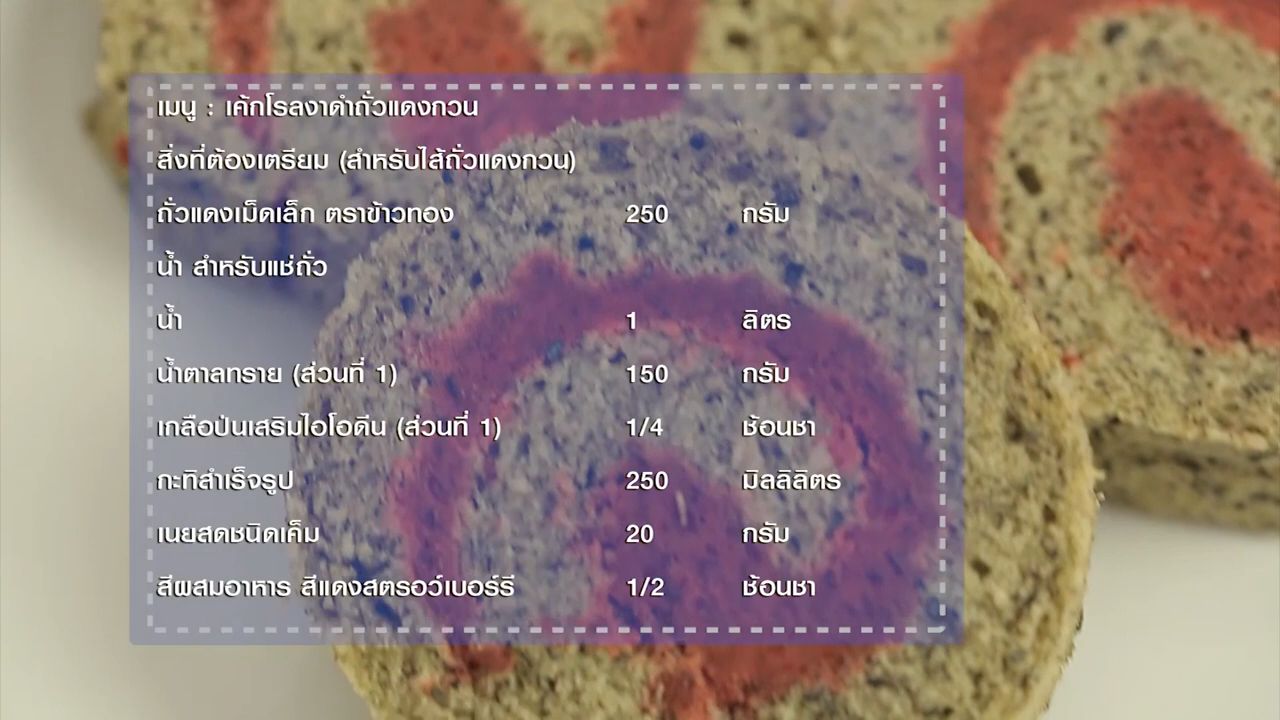 เมนู : เค้กโรลงาดำถั่วแดงกวน
สิ่งที่ต้องเตรียม (สำหรับไส้ถั่วแดงกวน)
ถั่วแดงเม็ดเล็ก ตราข้าวทอง 250 กรัม
น้ำ สำหรับแช่ถั่ว
น้ำ 1 ลิตร
น้ำตาลทราย (ส่วนที่ 1) 150 กรัม
เกลือป่นเสริมไอโอดีน (ส่วนที่ 1) 1/4 ช้อนชา
กะทิสำเร็จรูป 250 มิลลิลิตร
เนยสดชนิดเค็ม 20 กรัม
สีผสมอาหาร สีแดงสตรอว์เบอร์รี 1/2 ช้อนชา